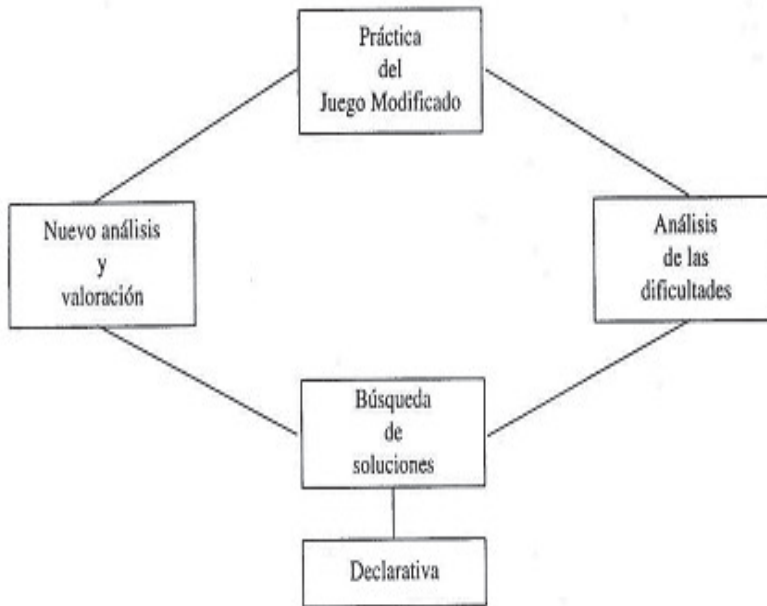 Práctica
del
Juego Modificado
Nuevo análisis
y
valoración
Análisis
de las
dificultades
Búsqueda
de
soluciones
Declarativa